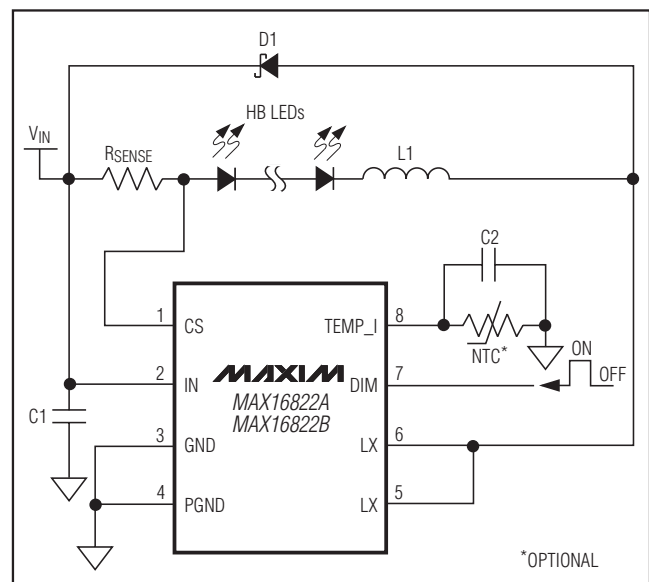 D1
HB LEDs
VIN
RSENSE
L1
C2
1
CS
TEMP_I
8
NTC*
ON
2
IN
MAXIM
DIM
7
OFF
MAX16822A
MAX16822B
C1
3
GND
LX
6
4
PGND
LX
5
*OPTIONAL